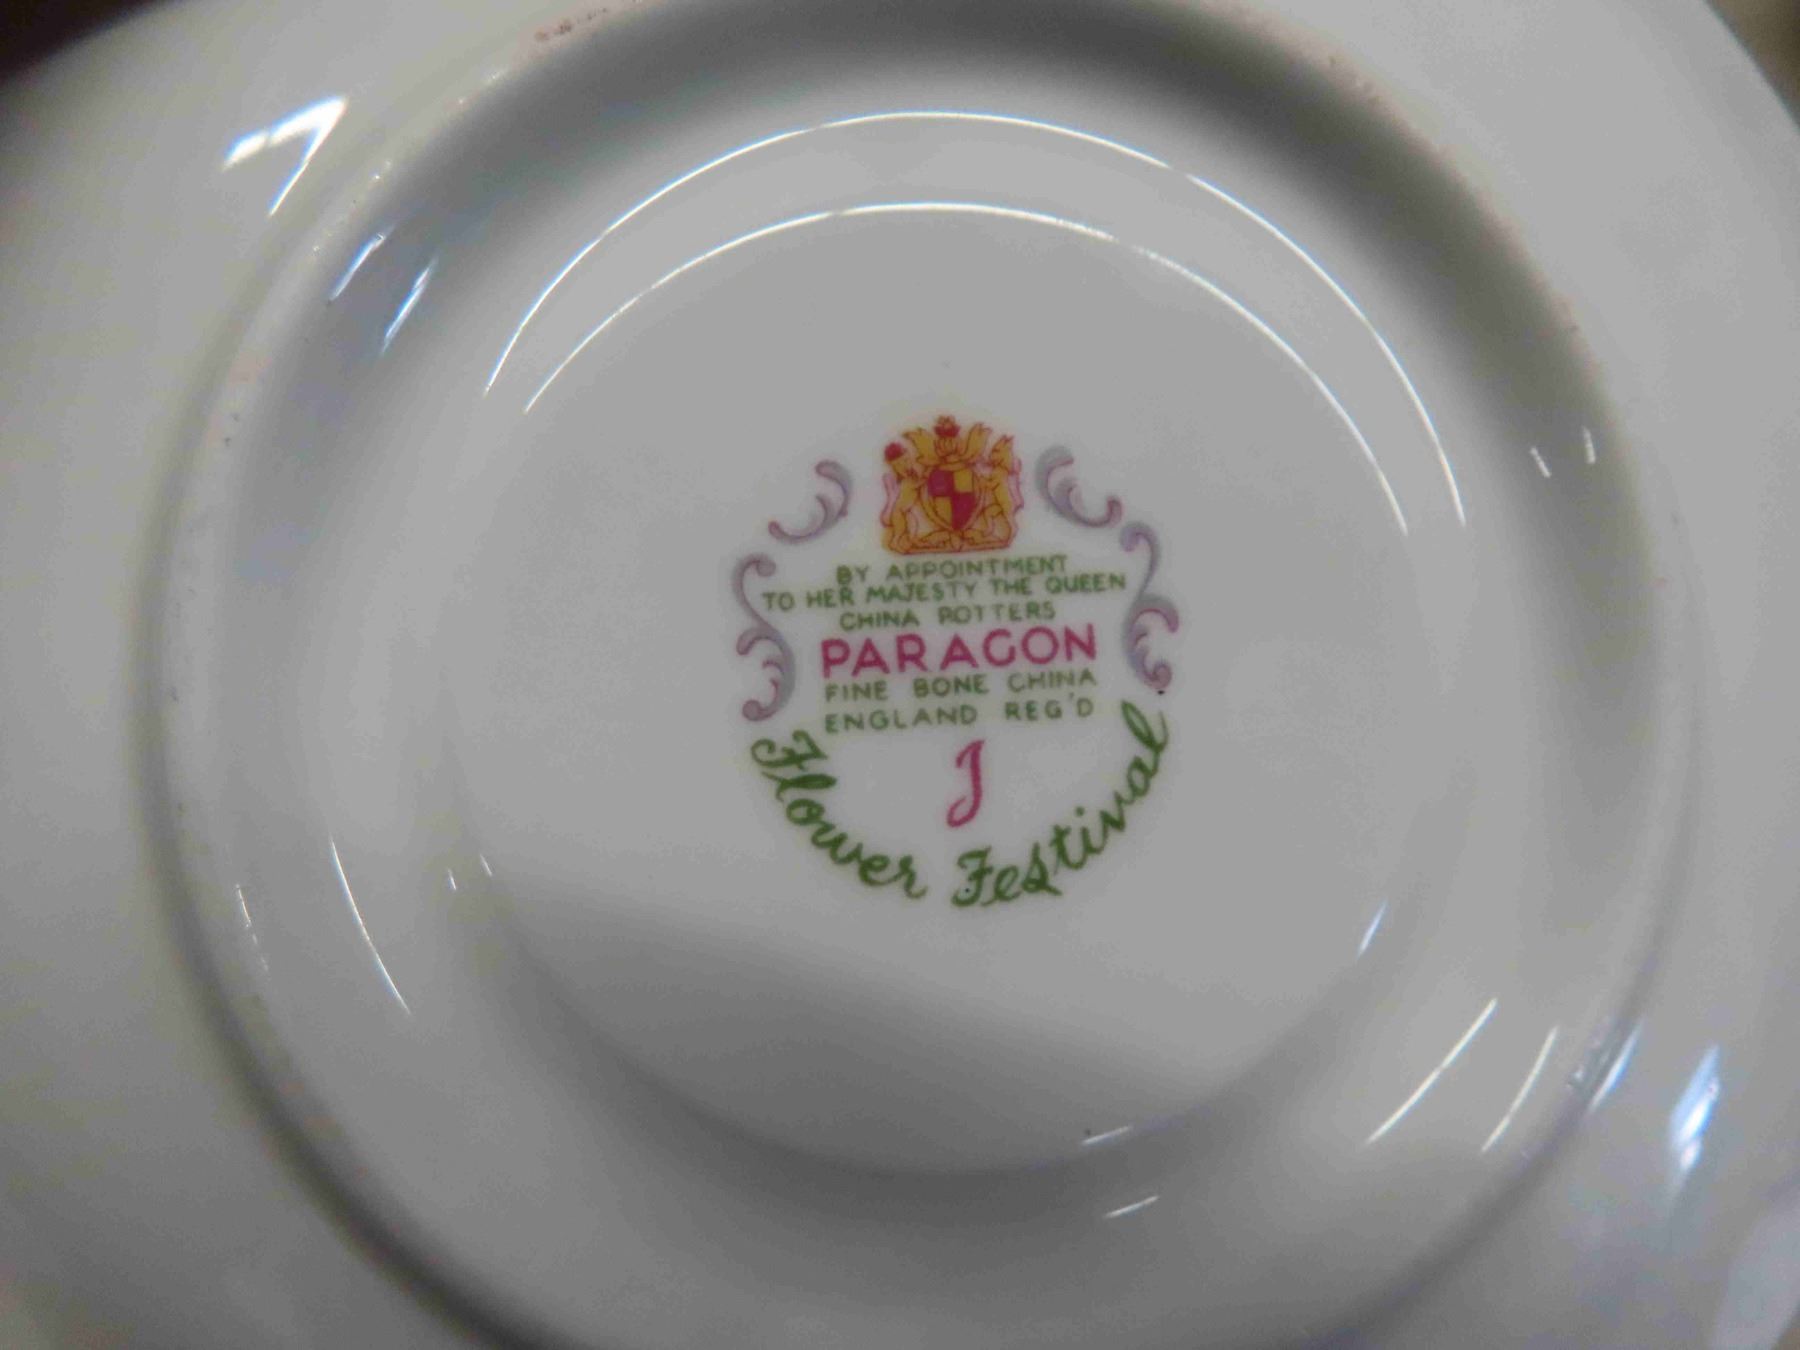 BY APPOINTMENT
TO HER MAJESTY THE QUEEN
CHINA POTTERS
PARAGON
FINE BONE CHINA
ENGLAND REG'D
J
Flower Festival